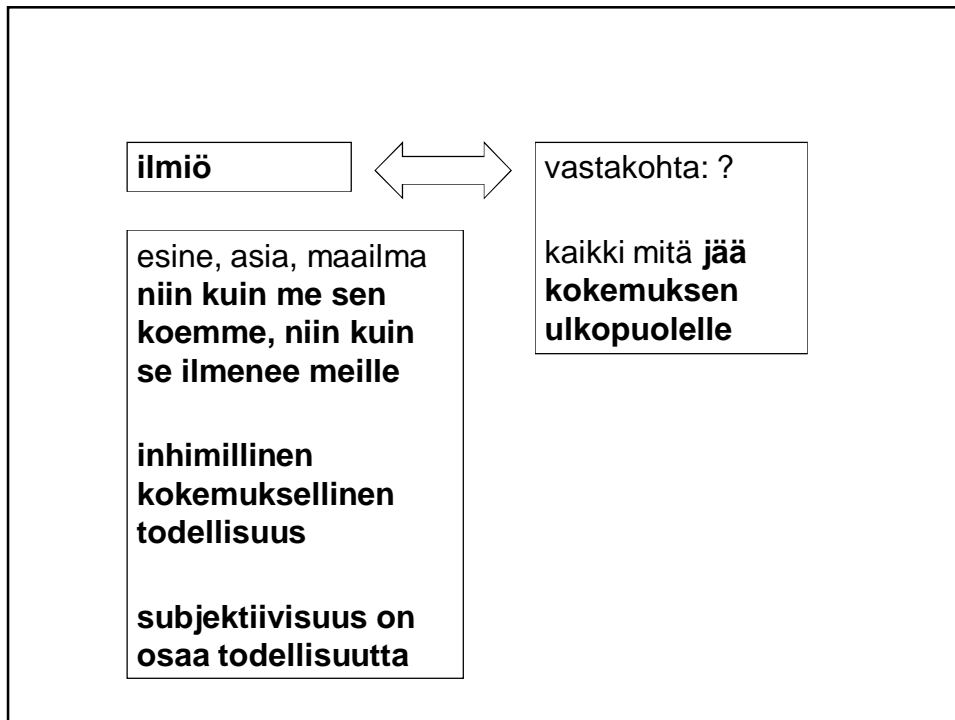 ilmiö
esine, asia, maailma
niin kuin me sen
koemme, niin kuin
se ilmenee meille
inhimillinen
kokemuksellinen
todellisuus
subjektiivisuus on
osaa todellisuutta
vastakohta: ?
kaikki mitä jää
kokemuksen
ulkopuolelle